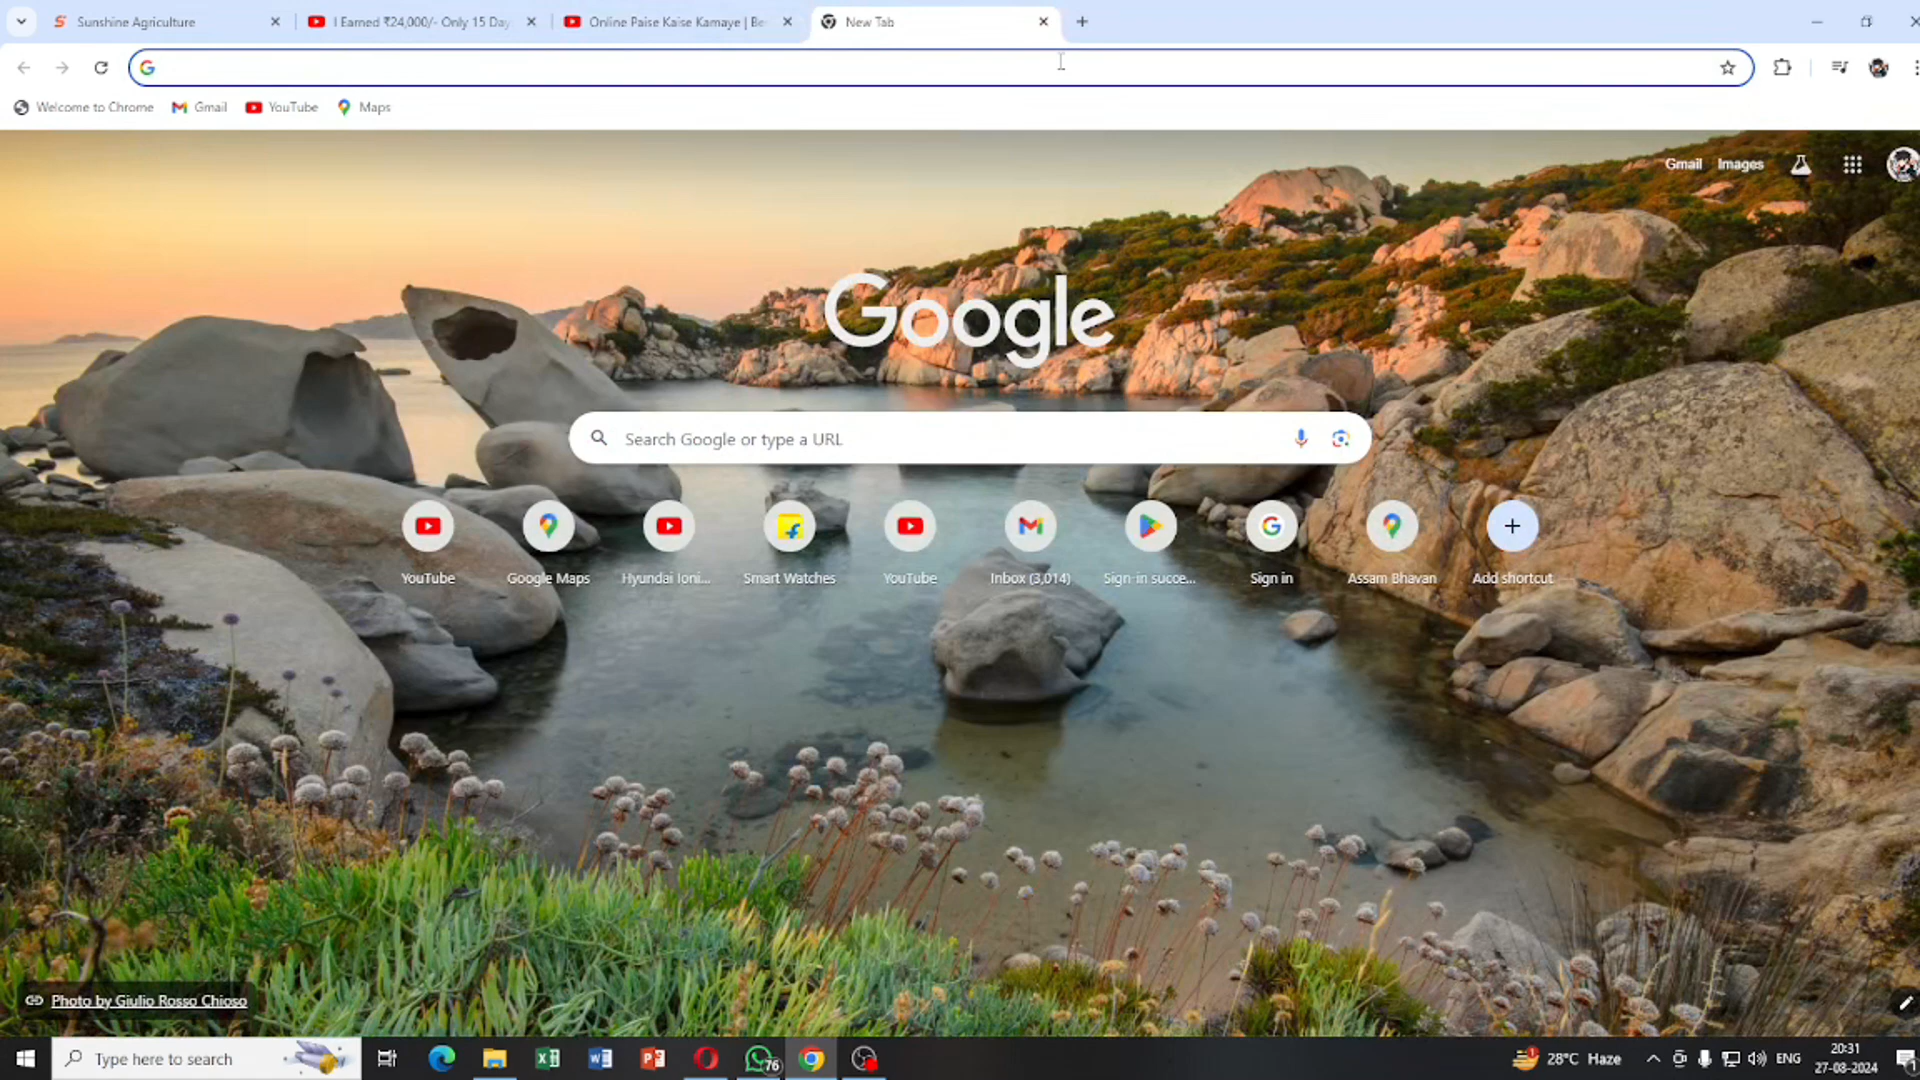 Sunshine Agriculture
I Earned ₹24,000/- Only 15 Day
Online Paise Kaise Kamaye | Be
New Tab
Welcome to Chrome
Gmail
YouTube
Maps
Gmail
Images
Google
Search Google or type a URL
YouTube
Google Maps
Hyundai Ioni...
Smart Watches
YouTube
Inbox (3,014)
Sign-in succe...
Sign in
Assam Bhavan
Add shortcut
Photo by Giulio Rosso Chioso
Type here to search
76
28°C Haze
ENG
20:31
27-08-2024